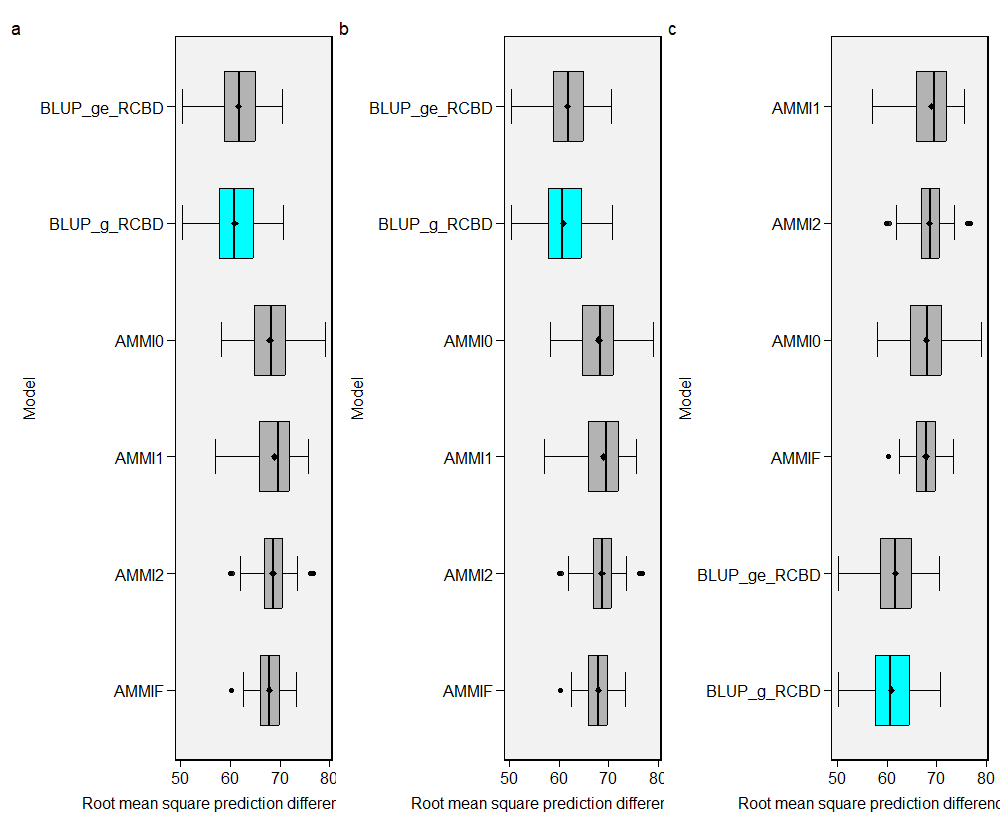 a
BLUP_ge_RCBD
BLUP_g_RCBD
AMMI0
AMMI1
AMMI2
AMMIF
Model
50 60 70 80
Root mean square prediction differer
b
BLUP_ge_RCBD
BLUP_g_RCBD
AMMI0
AMMI1
AMMI2
AMMIF
Model
50 60 70 80
Root mean square prediction differer
c
AMMI1
AMMI2
AMMI0
AMMIF
BLUP_ge_RCBD
BLUP_g_RCBD
Model
50 60 70 80
Root mean square prediction differenc